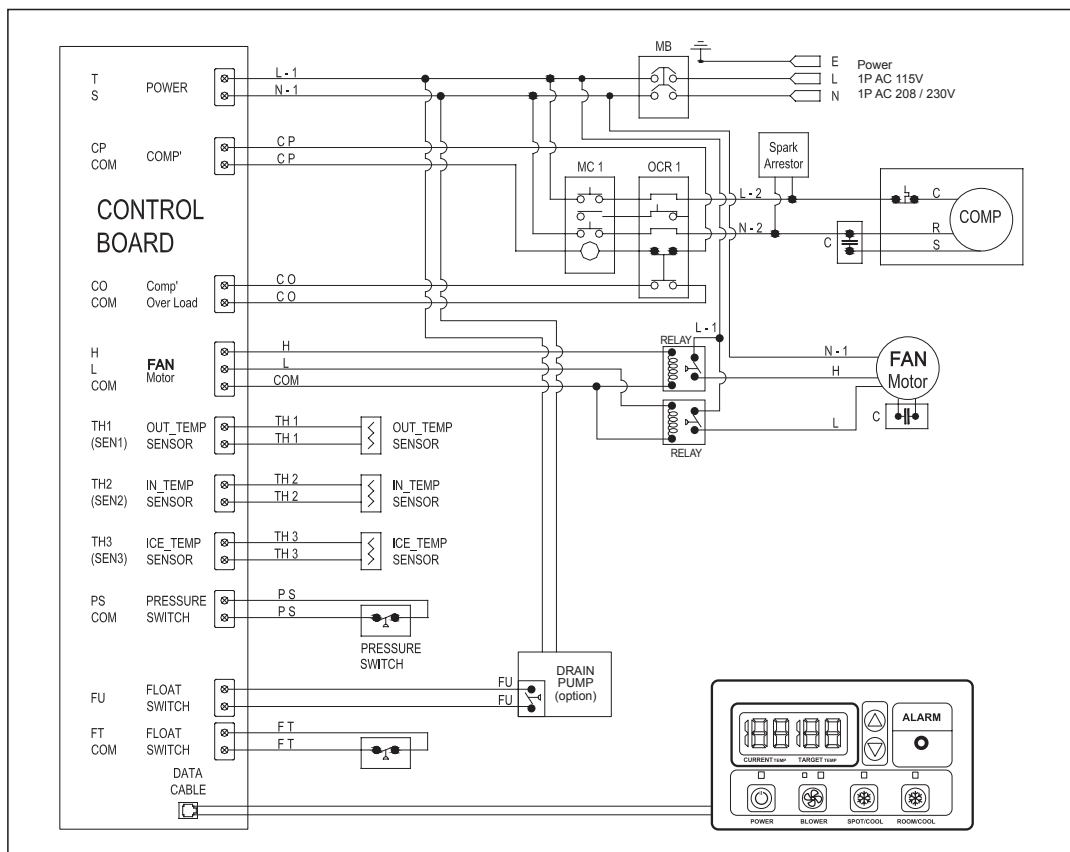 MB
E
Power
T
POWER
L - 1
L
1P AC 115V
S
N - 1
N
1P AC 208 / 230V
CP
COMP'
C P
COM
C P
Spark
Arrestor
MC 1
OCR 1
L - 2
C
COMP
CONTROL
BOARD
N - 2
C
R
S
CO
Comp'
C O
COM
Over Load
C O
L - 1
RELAY
H
FAN
Motor
H
L
L
COM
COM
N - 1
H
FAN
Motor
C
L
RELAY
TH1
(SEN1)
OUT_TEMP
SENSOR
TH 1
TH 1
OUT_TEMP
SENSOR
TH2
(SEN2)
IN_TEMP
SENSOR
TH 2
TH 2
IN_TEMP
SENSOR
TH3
(SEN3)
ICE_TEMP
SENSOR
TH 3
TH 3
ICE_TEMP
SENSOR
PS
COM
PRESSURE
SWITCH
P S
P S
PRESSURE
SWITCH
FU
FLOAT
SWITCH
FU
FU
DRAIN
PUMP
(option)
FT
COM
FLOAT
SWITCH
F T
F T
DATA
CABLE
188
188
CURRENT TEMP
TARGET TEMP
ALARM
POWER
BLOWER
SPOT/COOL
ROOM/COOL